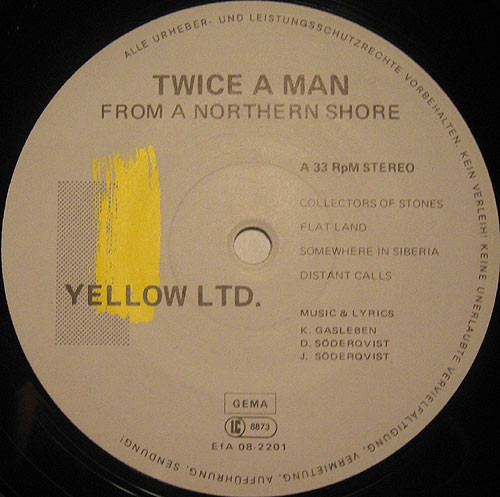 ALLE URHEBER- UND LEISTUNGSSCHUTZRECHTE VORBEHALTEN. KEIN VERLEIH! KEINE UNERLAUBTE VERVIELFÄLTIGUNG, VERMIETUNG, AUFFÜHRUNG, SENDUNG!
TWICE A MAN
FROM A NORTHERN SHORE
A 33 RpM STEREO
COLLECTORS OF STONES
FLAT LAND
SOMEWHERE IN SIBERIA
DISTANT CALLS
YELLOW LTD.
MUSIC & LYRICS
K. GASLEBEN
D. SÖDERQVIST
J. SÖDERQVIST
GEMA
LC 8873
EfA 08-2201